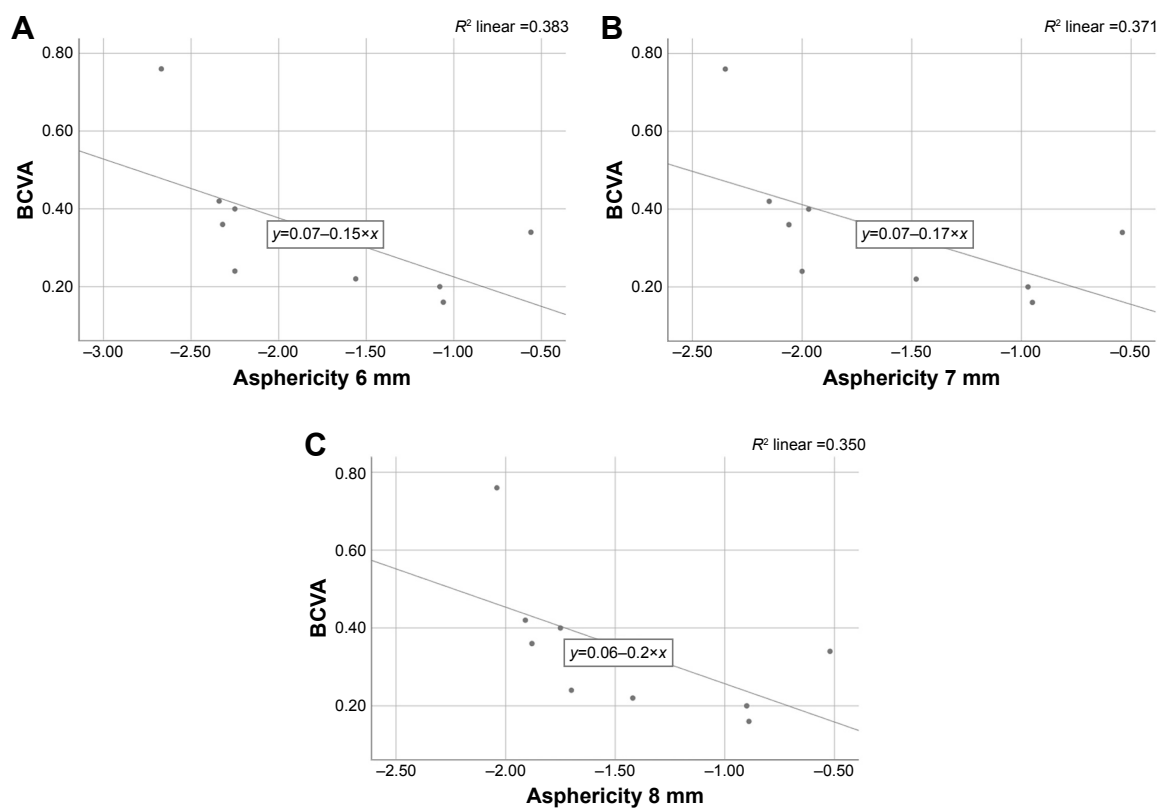 A
R² linear =0.383
0.80
0.60
0.40
0.20
BCVA
y=0.07–0.15×x
–3.00 –2.50 –2.00 –1.50 –1.00 –0.50
Asphericity 6 mm
B
R² linear =0.371
0.80
0.60
0.40
0.20
BCVA
y=0.07–0.17×x
–2.50 –2.00 –1.50 –1.00 –0.50
Asphericity 7 mm
C
R² linear =0.350
0.80
0.60
0.40
0.20
BCVA
y=0.06–0.2×x
–2.50 –2.00 –1.50 –1.00 –0.50
Asphericity 8 mm